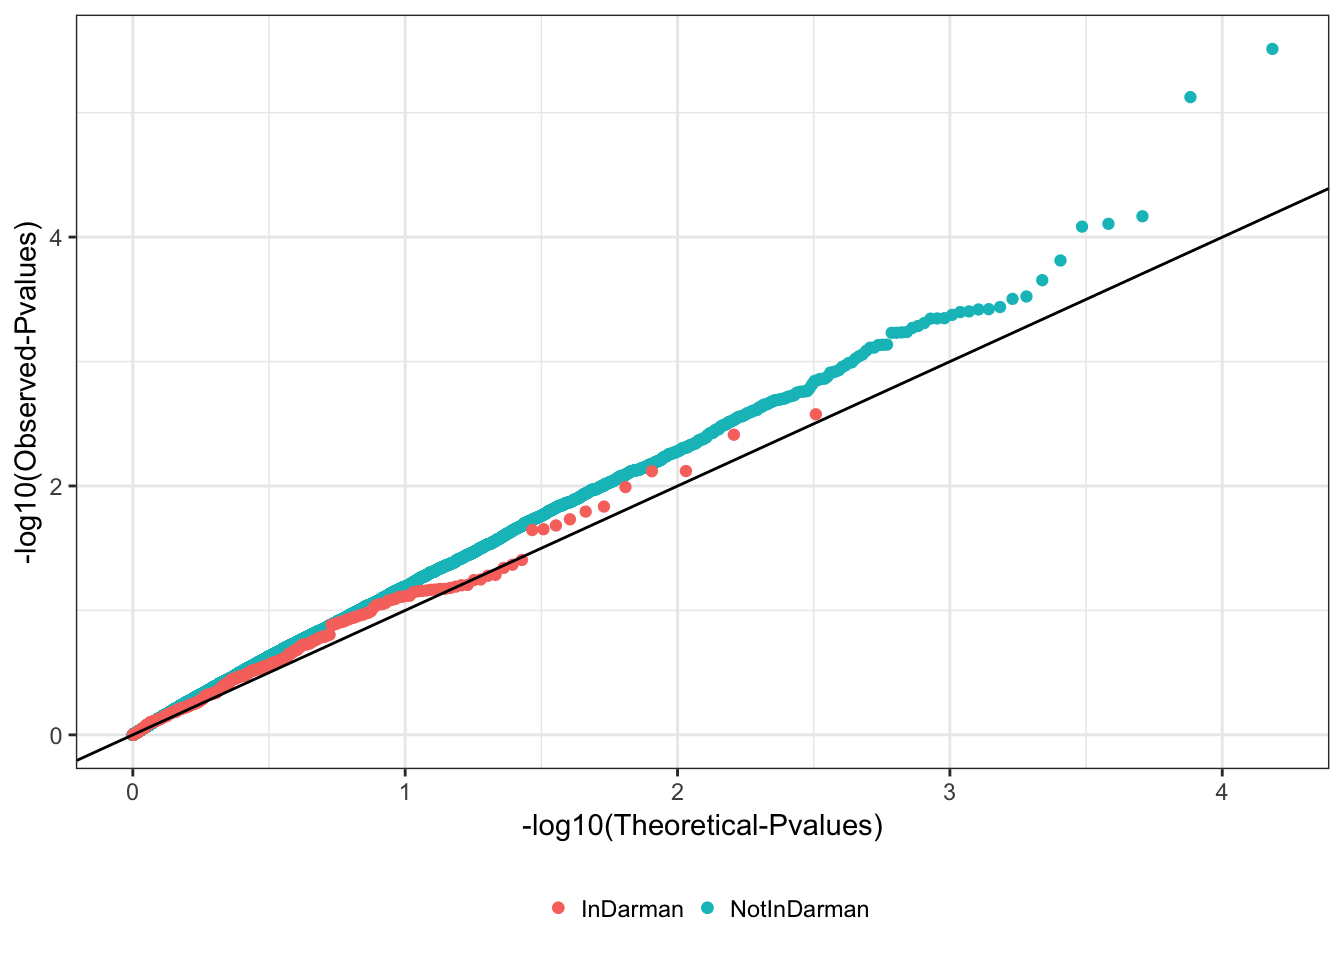 -log10(Observed-Pvalues)
4
2
0
0 1 2 3 4
-log10(Theoretical-Pvalues)
InDarman NotInDarman